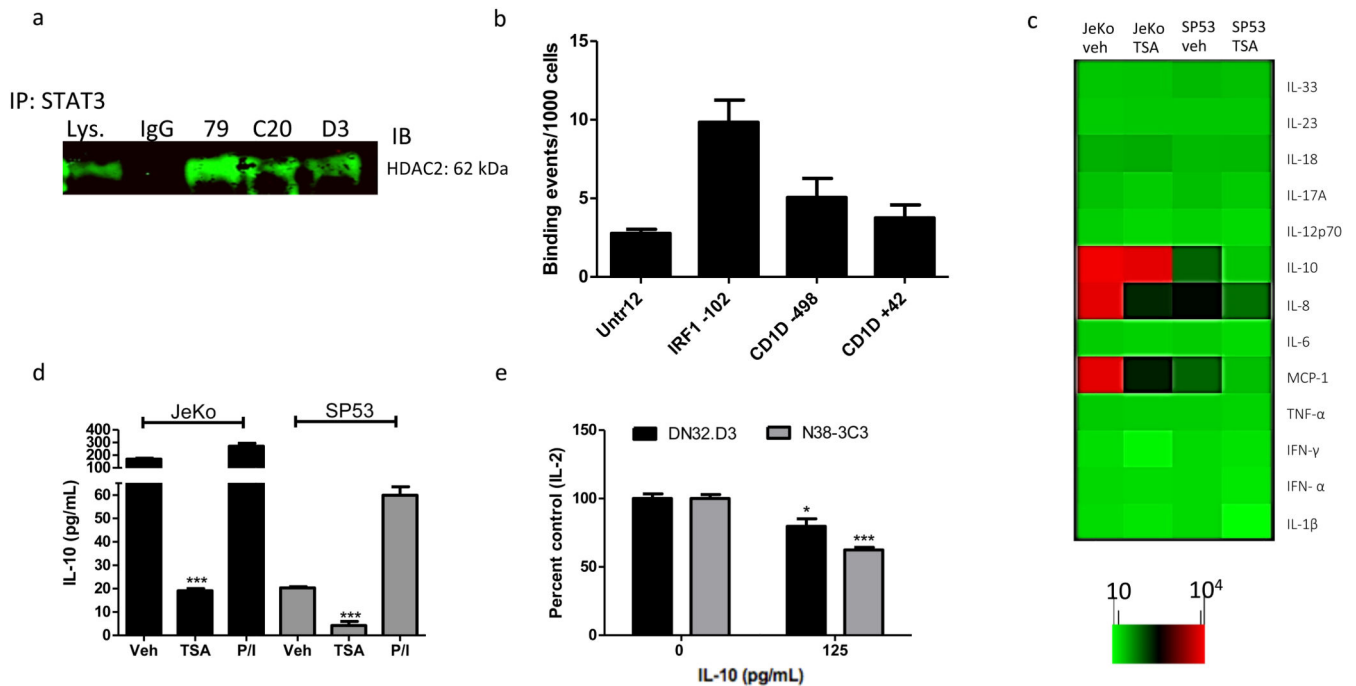 a
IP: STAT3
Lys. IgG 79 C20 D3 IB
HDAC2: 62 kDa
b
Binding events/1000 cells
15
10
5
0
Untr12
IRF1 -102
CD1D -498
CD1D +42
c
JeKo veh
JeKo TSA
SP53 veh
SP53 TSA
IL-33
IL-23
IL-18
IL-17A
IL-12p70
IL-10
IL-8
IL-6
MCP-1
TNF-α
IFN-γ
IFN- α
IL-1β
10 10⁴
d
JeKo SP53
IL-10 (pg/mL)
400
300
200
100
60
40
20
10
0
*** ***
Veh TSA P/I Veh TSA P/I
e
DN32.D3 N38-3C3
Percent control (IL-2)
150
100
50
0
*
***
0 125
IL-10 (pg/mL)